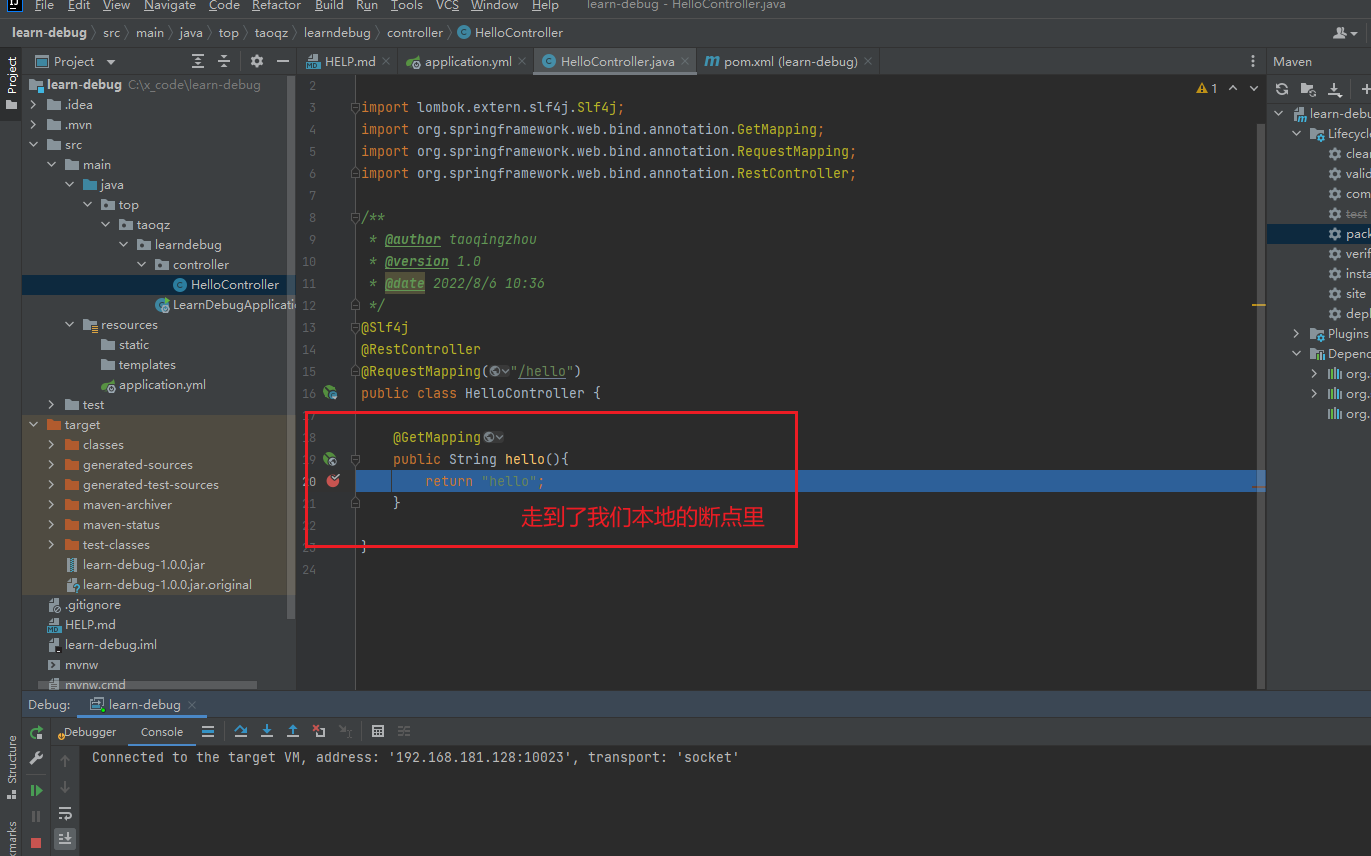 File Edit View Navigate Code Refactor Build Run Tools VCS Window Help learn-debug - HelloController.java
learn-debug src main java top taoqz learndebug controller HelloController
Project
HELP.md application.yml HelloController.java pom.xml (learn-debug)
Maven
Project
learn-debug C:\x_code\learn-debug
.idea
.mvn
src
main
java
top
taoqz
learndebug
controller
HelloController
LearnDebugApplicatio
resources
static
templates
application.yml
test
target
classes
generated-sources
generated-test-sources
maven-archiver
maven-status
test-classes
learn-debug-1.0.0.jar
learn-debug-1.0.0.jar.original
.gitignore
HELP.md
learn-debug.iml
mvnw
mvnw.cmd
1
2
3 import lombok.extern.slf4j.Slf4j;
4 import org.springframework.web.bind.annotation.GetMapping;
5 import org.springframework.web.bind.annotation.RequestMapping;
6 import org.springframework.web.bind.annotation.RestController;
7
8 /**
9 * @author taoqingzhou
10 * @version 1.0
11 * @date 2022/8/6 10:36
12 */
13 @Slf4j
14 @RestController
15 @RequestMapping("/hello")
16 public class HelloController {
17
18 @GetMapping
19 public String hello(){
20 return "hello";
21 }
走到了我们本地的断点里
22
23 }
24
learn-debu
Lifecycle
clea
valid
com
test
pack
verif
insta
site
depl
Plugins
Depend
org.
org.
org.
Debug: learn-debug
Debugger Console
Connected to the target VM, address: '192.168.181.128:10023', transport: 'socket'
Structure
kmarks